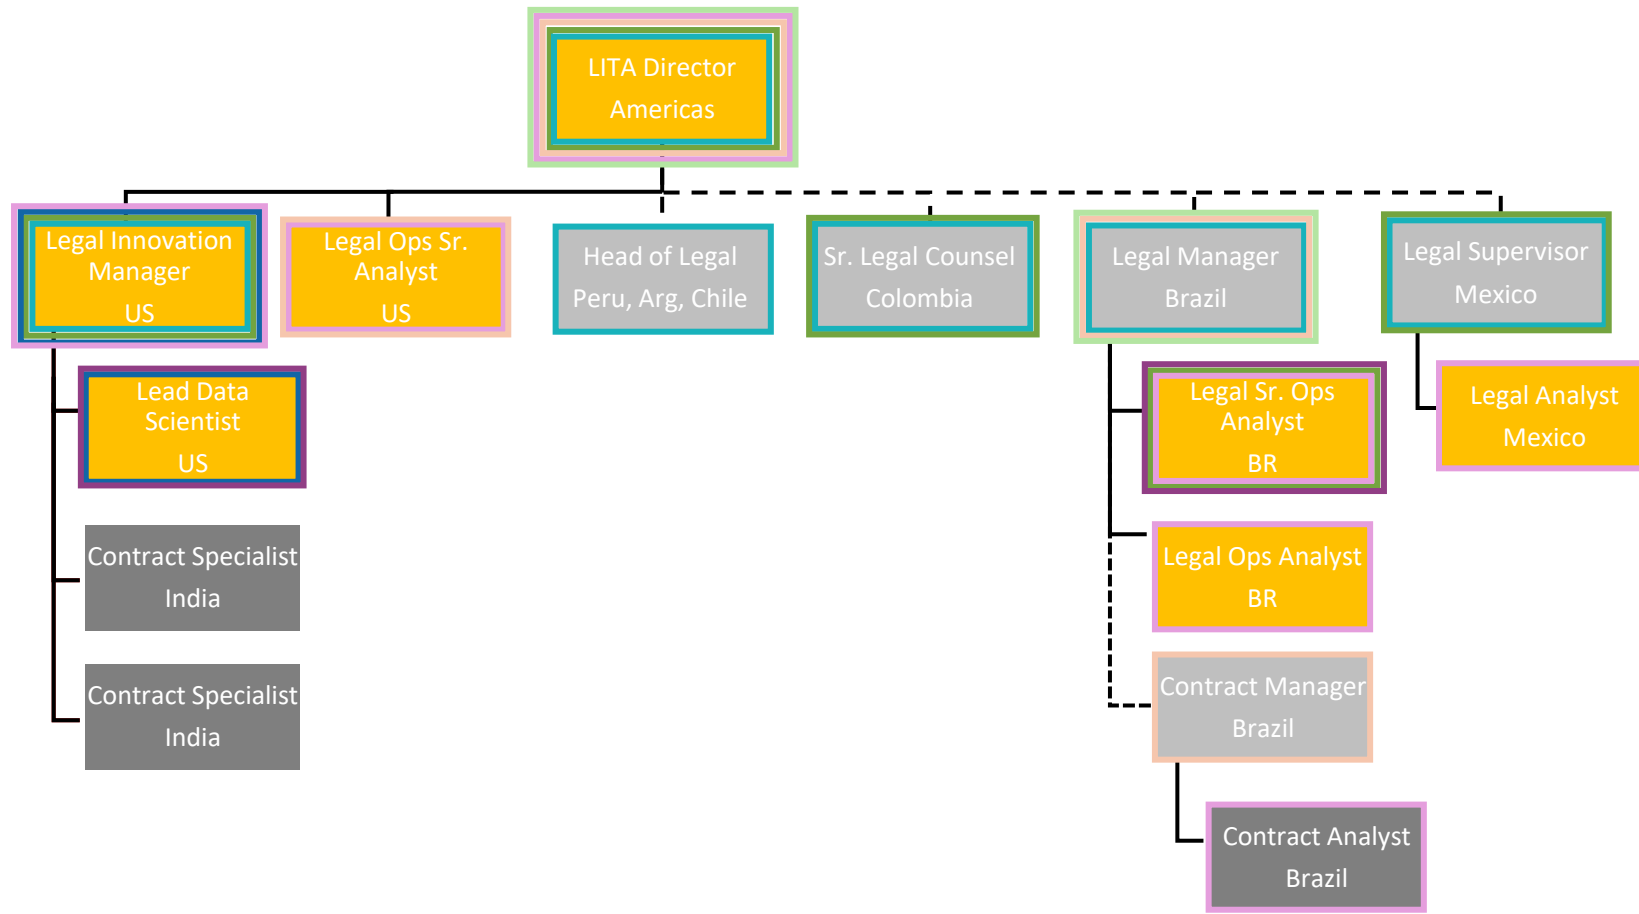 LITA Director
Americas
Legal Innovation
Manager
US
Legal Ops Sr.
Analyst
US
Head of Legal
Peru, Arg, Chile
Sr. Legal Counsel
Colombia
Legal Manager
Brazil
Legal Supervisor
Mexico
Lead Data
Scientist
US
Legal Sr. Ops
Analyst
BR
Legal Analyst
Mexico
Contract Specialist
India
Legal Ops Analyst
BR
Contract Specialist
India
Contract Manager
Brazil
Contract Analyst
Brazil